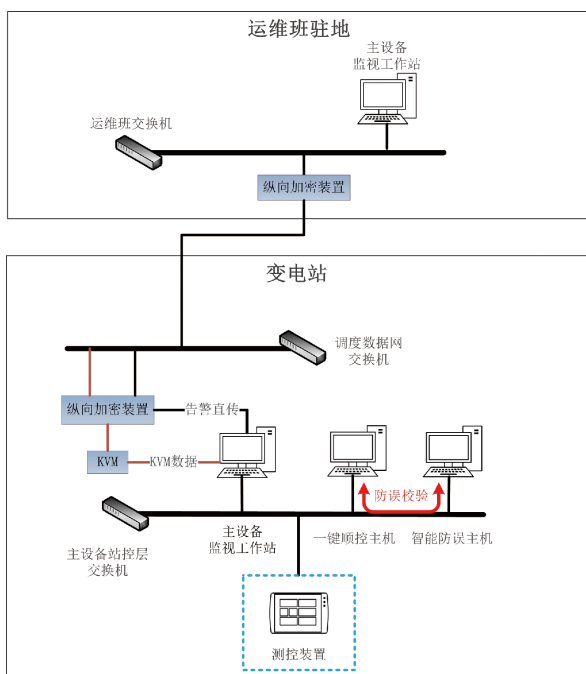 运维班驻地
主设备
监视工作站
运维班交换机
纵向加密装置
变电站
调度数据网
交换机
纵向加密装置
告警直传
KVM
KVM数据
防误校验
主设备
监视工作站
一键顺控主机
智能防误主机
主设备站控层
交换机
测控装置